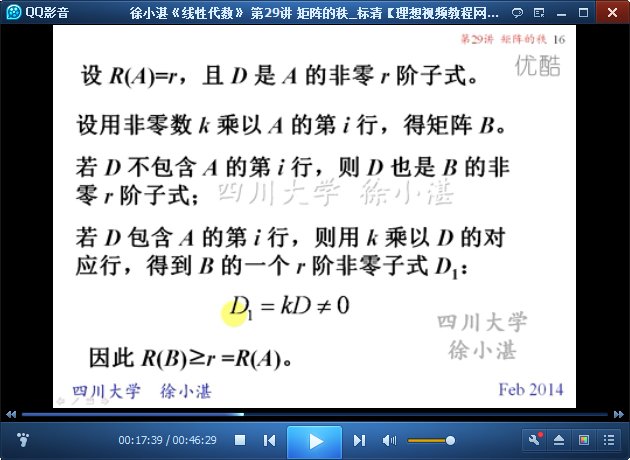 QQ影音
徐小湛《线性代数》 第29讲 矩阵的秩_标清【理想视频教程网...
第29讲 矩阵的秩 16
优酷
设 R(A)=r，且 D 是 A 的非零 r 阶子式。
设用非零数 k 乘以 A 的第 i 行，得矩阵 B。
若 D 不包含 A 的第 i 行，则 D 也是 B 的非
零 r 阶子式；
四川大学 徐小湛
若 D 包含 A 的第 i 行，则用 k 乘以 D 的对
应行，得到 B 的一个 r 阶非零子式 D₁：
D₁ = kD ≠ 0
四川大学
徐小湛
因此 R(B)≥r =R(A)。
四川大学 徐小湛
Feb 2014
00:17:39 / 00:46:29